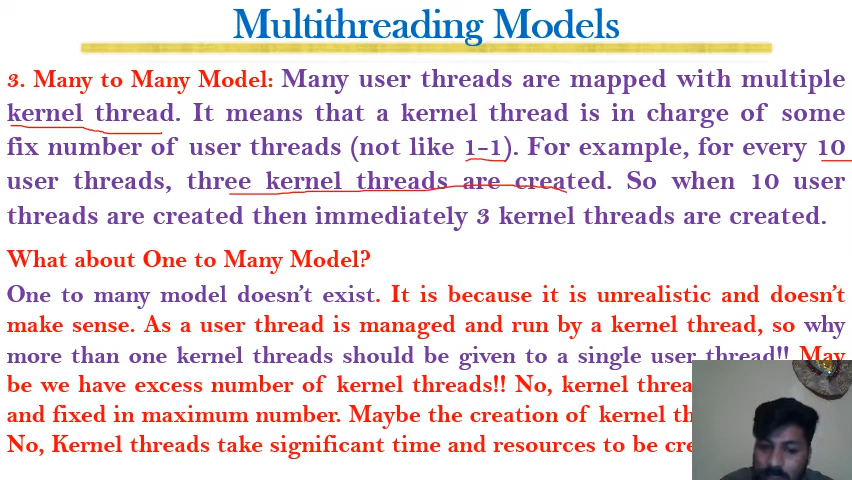 Multithreading Models
3. Many to Many Model: Many user threads are mapped with multiple
kernel thread. It means that a kernel thread is in charge of some
fix number of user threads (not like 1-1). For example, for every 10
user threads, three kernel threads are created. So when 10 user
threads are created then immediately 3 kernel threads are created.
What about One to Many Model?
One to many model doesn't exist. It is because it is unrealistic and doesn't
make sense. As a user thread is managed and run by a kernel thread, so why
more than one kernel threads should be given to a single user thread!! May
be we have excess number of kernel threads!! No, kernel
and fixed in maximum number. Maybe the creation of kernel
No, Kernel threads take significant time and resources to be